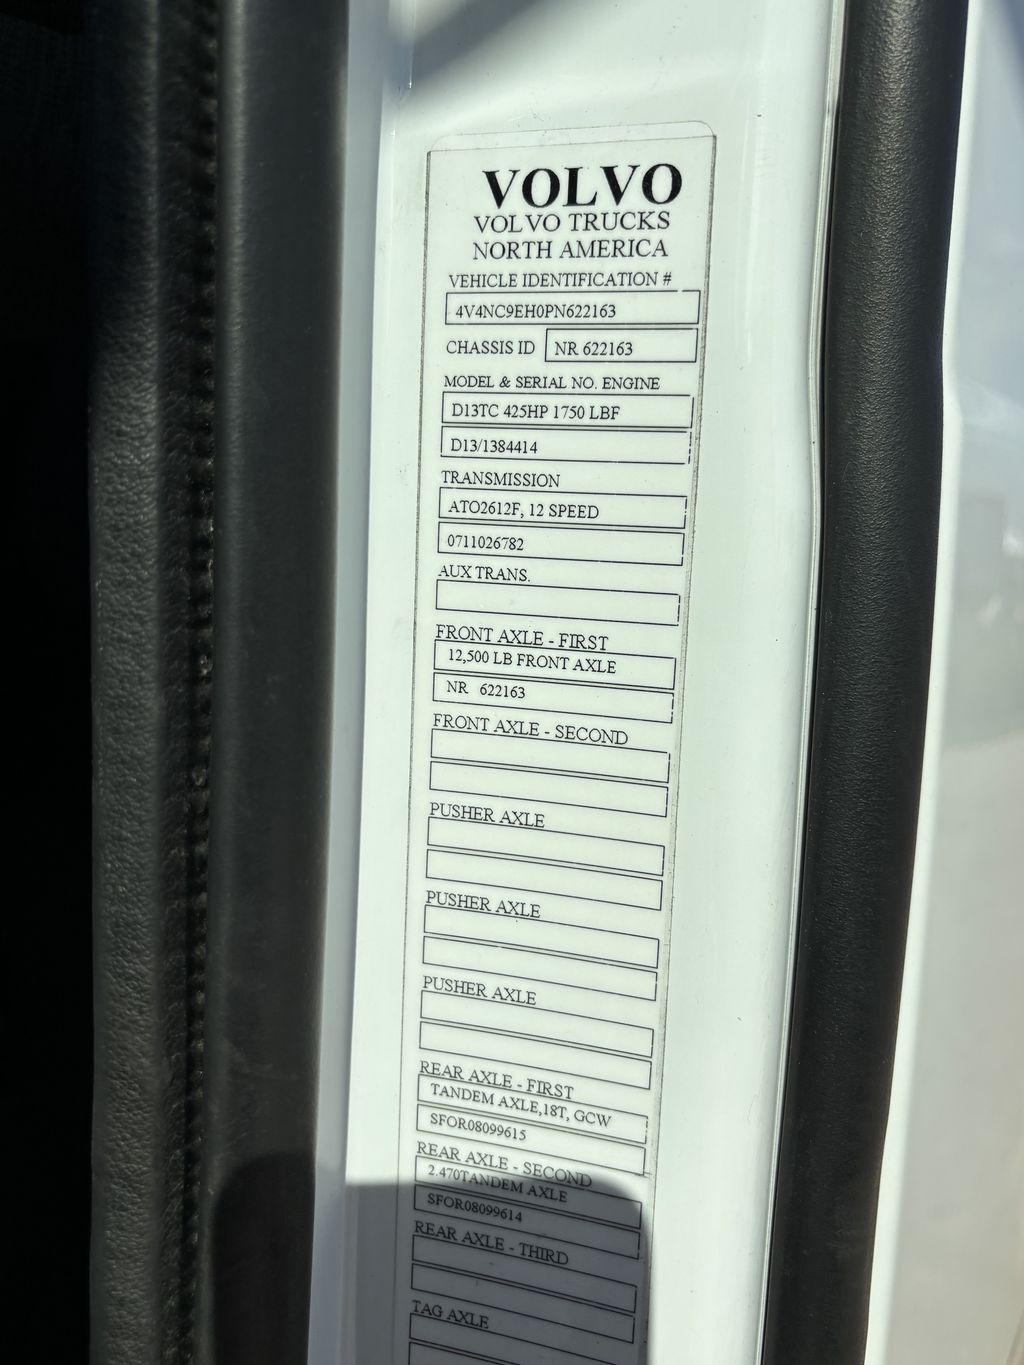 VOLVO
VOLVO TRUCKS
NORTH AMERICA
VEHICLE IDENTIFICATION #
4V4NC9EH0PN622163
CHASSIS ID NR 622163
MODEL & SERIAL NO. ENGINE
D13TC 425HP 1750 LBF
D13/1384414
TRANSMISSION
ATO2612F, 12 SPEED
0711026782
AUX TRANS.
FRONT AXLE - FIRST
12,500 LB FRONT AXLE
NR 622163
FRONT AXLE - SECOND
PUSHER AXLE
PUSHER AXLE
PUSHER AXLE
REAR AXLE - FIRST
TANDEM AXLE,18T, GCW
SFOR08099615
REAR AXLE - SECOND
2.470TANDEM AXLE
SFOR08099614
REAR AXLE - THIRD
TAG AXLE